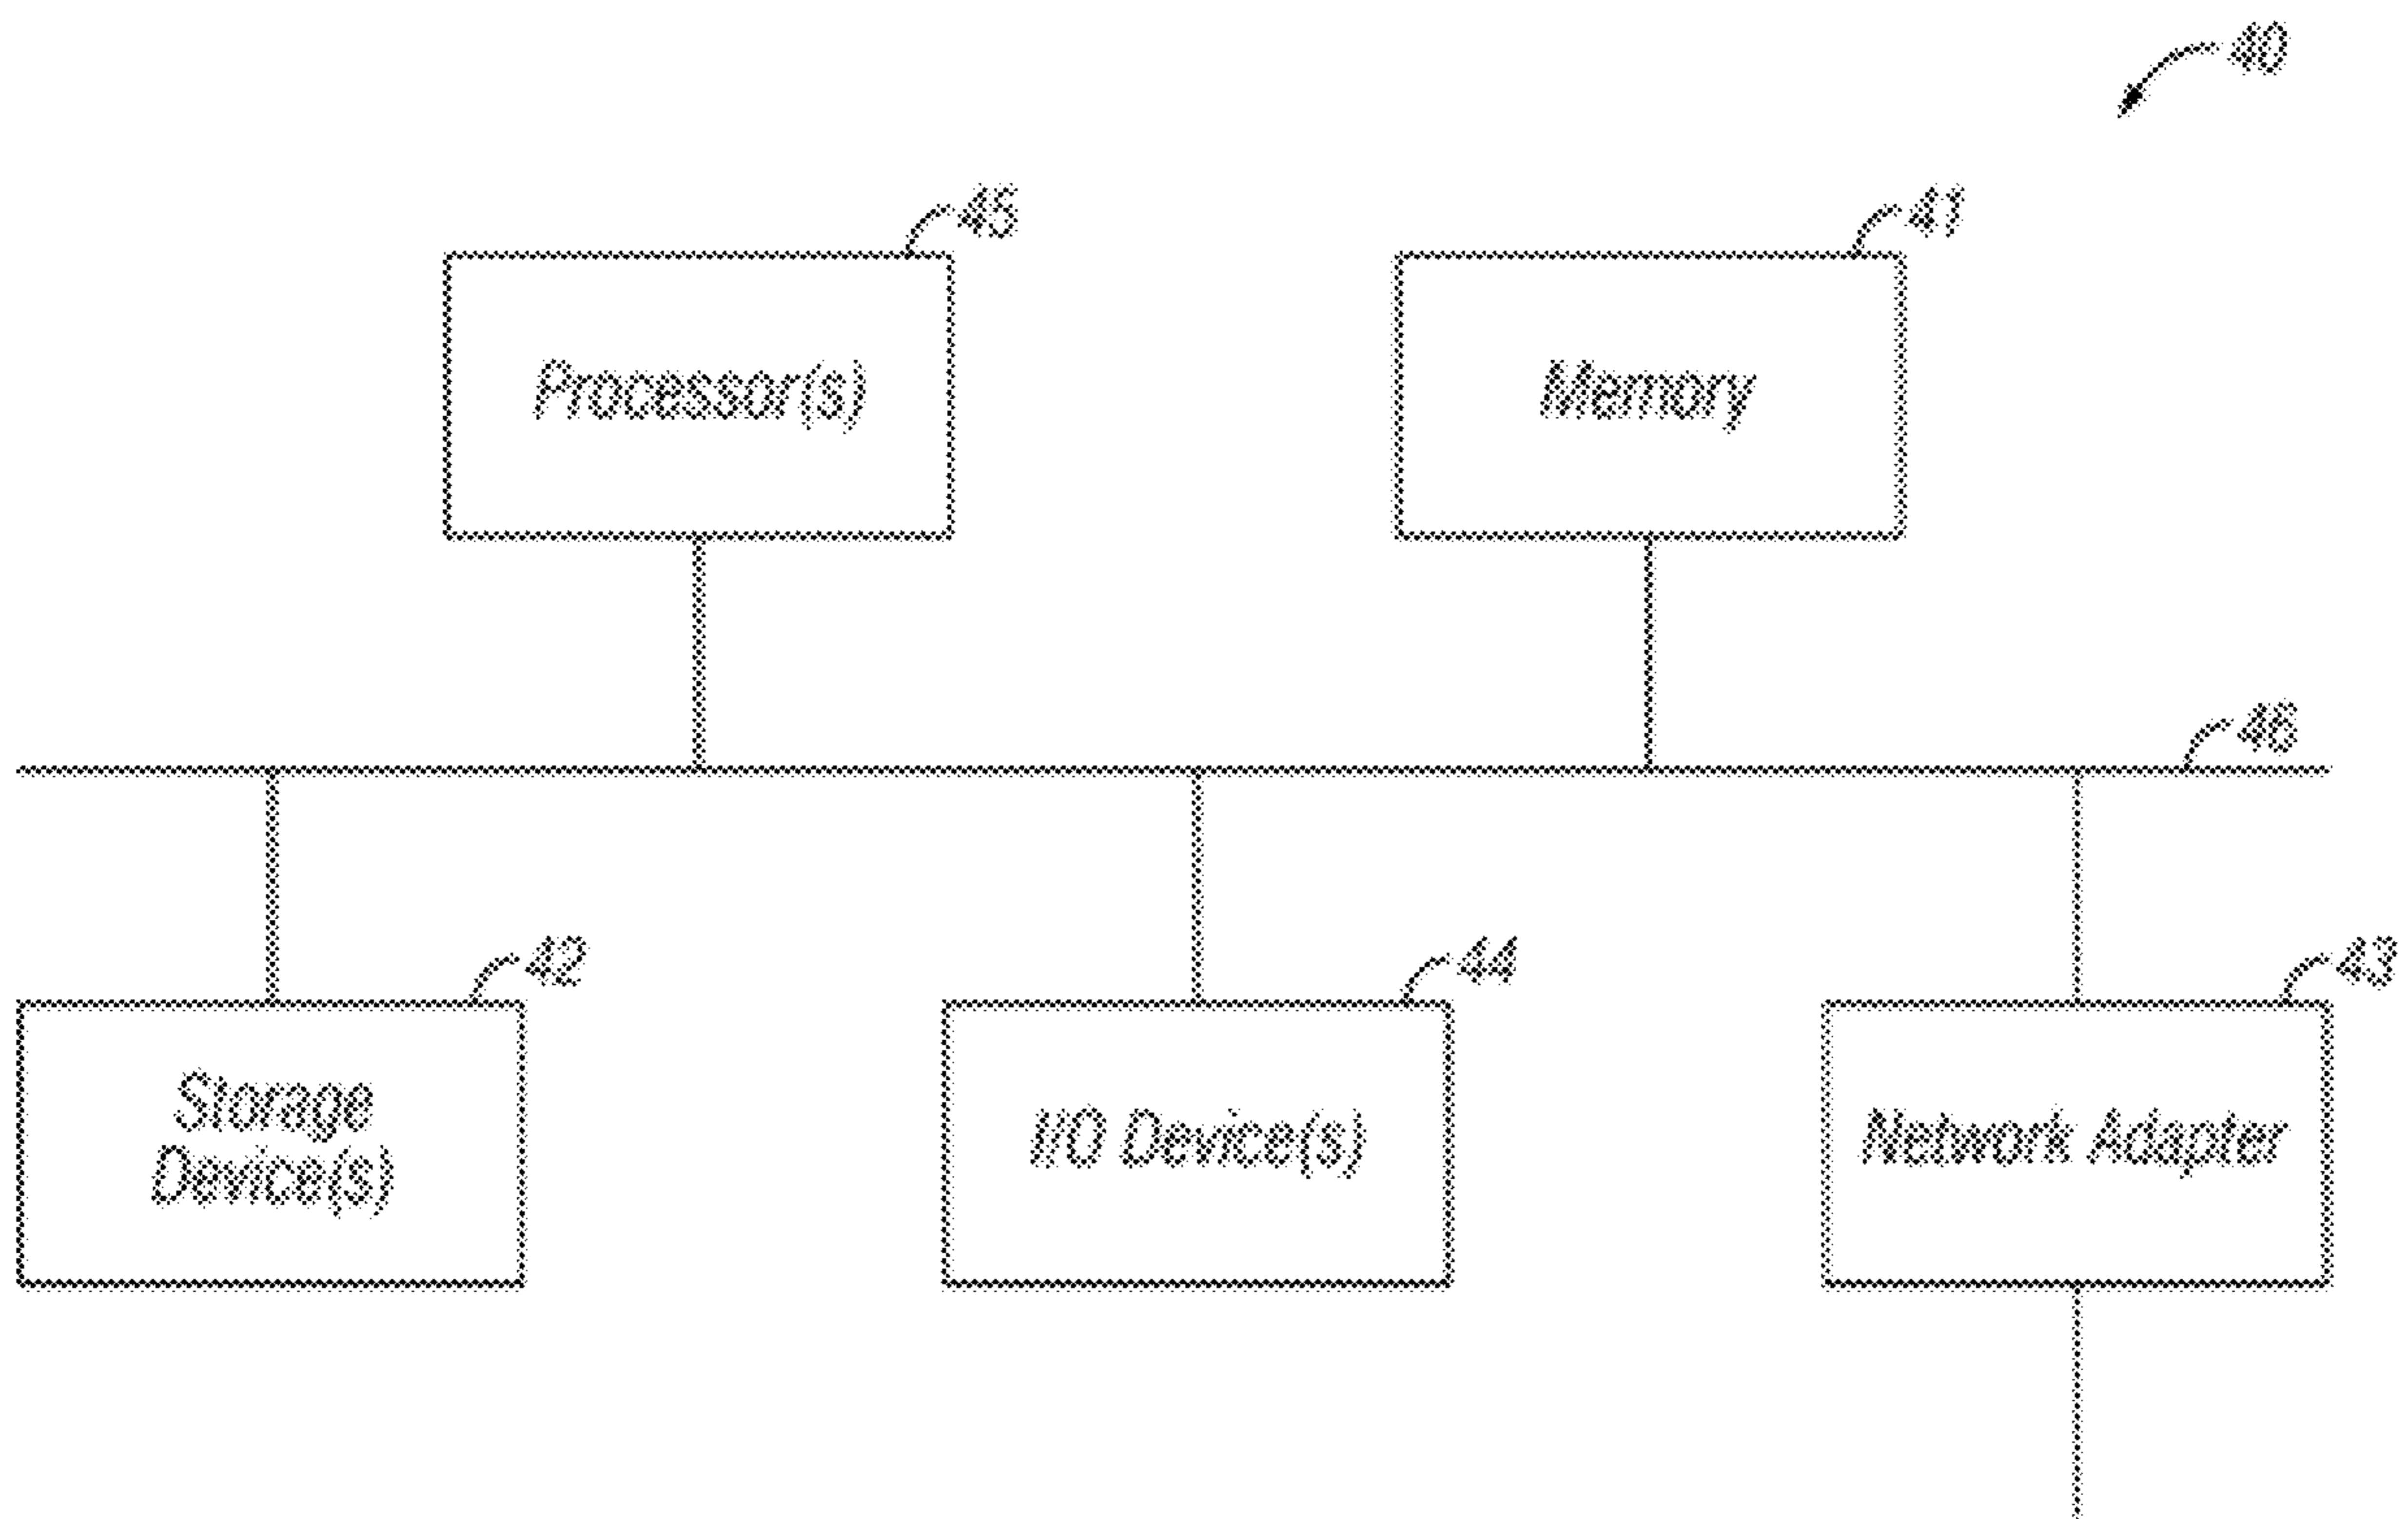 40
45
41
Processor(s)
Memory
46
42
44
43
Storage
Device(s)
I/O Device(s)
Network Adapter